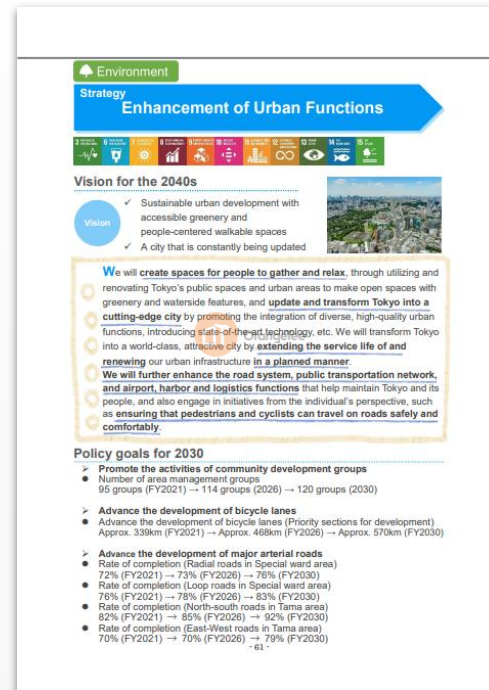 Environment
Strategy
Enhancement of Urban Functions
3 6 7 8 9 10 11 12 13 14 15
Vision for the 2040s
Vision
✓ Sustainable urban development with
accessible greenery and
people-centered walkable spaces
✓ A city that is constantly being updated
We will create spaces for people to gather and relax, through utilizing and
renovating Tokyo's public spaces and urban areas to make open spaces with
greenery and waterside features, and update and transform Tokyo into a
cutting-edge city by promoting the integration of diverse, high-quality urban
functions, introducing state-of-the-art technology, etc. We will transform Tokyo
into a world-class, attractive city by extending the service life of and
renewing our urban infrastructure in a planned manner.
We will further enhance the road system, public transportation network,
and airport, harbor and logistics functions that help maintain Tokyo and its
people, and also engage in initiatives from the individual's perspective, such
as ensuring that pedestrians and cyclists can travel on roads safely and
comfortably.
Policy goals for 2030
➢ Promote the activities of community development groups
● Number of area management groups
95 groups (FY2021) → 114 groups (2026) → 120 groups (2030)
➢ Advance the development of bicycle lanes
● Advance the development of bicycle lanes (Priority sections for development)
Approx. 339km (FY2021) → Approx. 468km (FY2026) → Approx. 570km (FY2030)
➢ Advance the development of major arterial roads
● Rate of completion (Radial roads in Special ward area)
72% (FY2021) → 73% (FY2026) → 76% (FY2030)
● Rate of completion (Loop roads in Special ward area)
76% (FY2021) → 78% (FY2026) → 83% (FY2030)
● Rate of completion (North-south roads in Tama area)
82% (FY2021) → 85% (FY2026) → 92% (FY2030)
● Rate of completion (East-West roads in Tama area)
70% (FY2021) → 70% (FY2026) → 79% (FY2030)
- 61 -